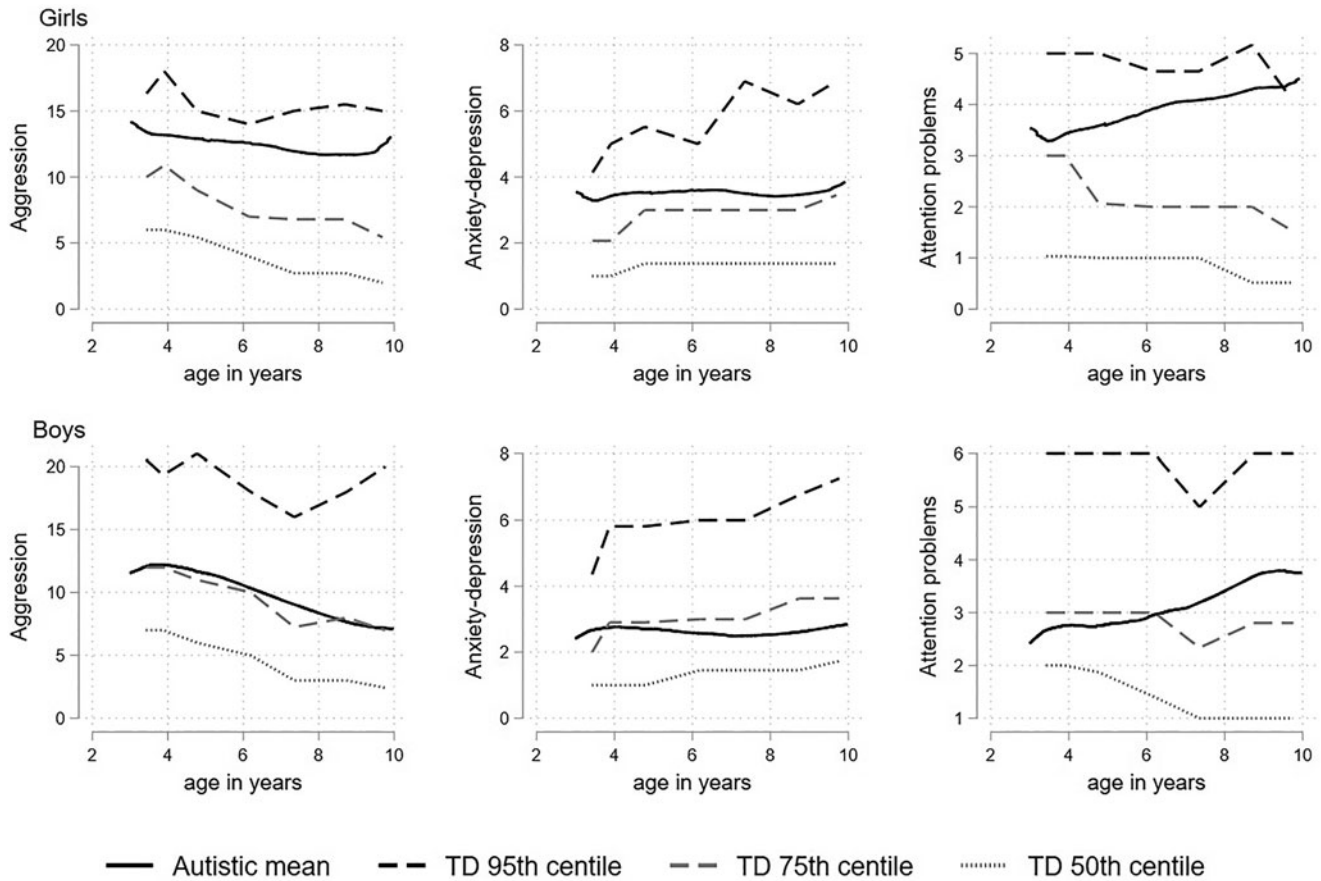 Girls
20
15
10
5
0
Aggression
2 4 6 8 10
age in years
8
6
4
2
0
Anxiety-depression
2 4 6 8 10
age in years
5
4
3
2
1
0
Attention problems
2 4 6 8 10
age in years
Boys
20
15
10
5
0
Aggression
2 4 6 8 10
age in years
8
6
4
2
0
Anxiety-depression
2 4 6 8 10
age in years
6
5
4
3
2
1
Attention problems
2 4 6 8 10
age in years
Autistic mean TD 95th centile TD 75th centile TD 50th centile